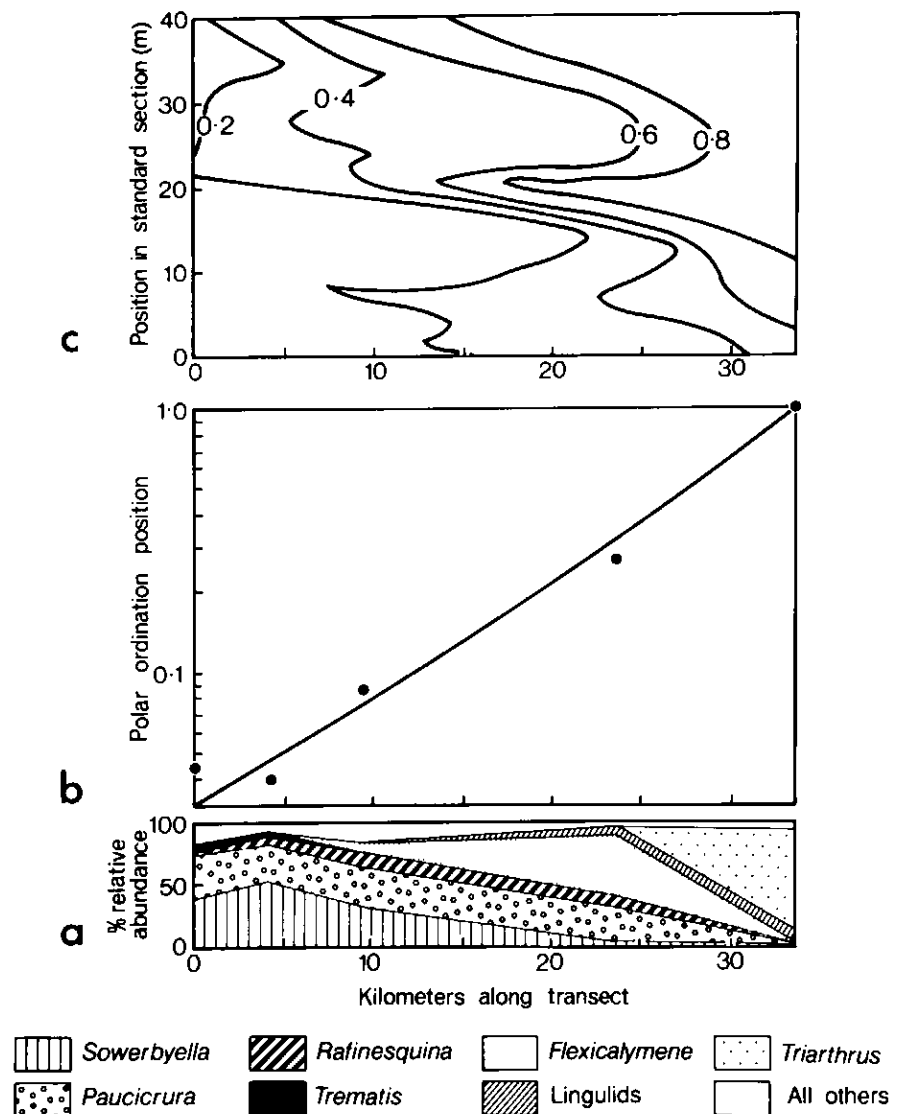 c
Position in standard section (m)
40
30
20
10
0
0·2
0·4
0·6
0·8
0
10
20
30
b
Polar ordination position
1·0
0·1
a
% relative
abundance
100
50
0
0
10
20
30
Kilometers along transect
Sowerbyella
Rafinesquina
Flexicalymene
Triarthrus
Paucicrura
Trematis
Lingulids
All others